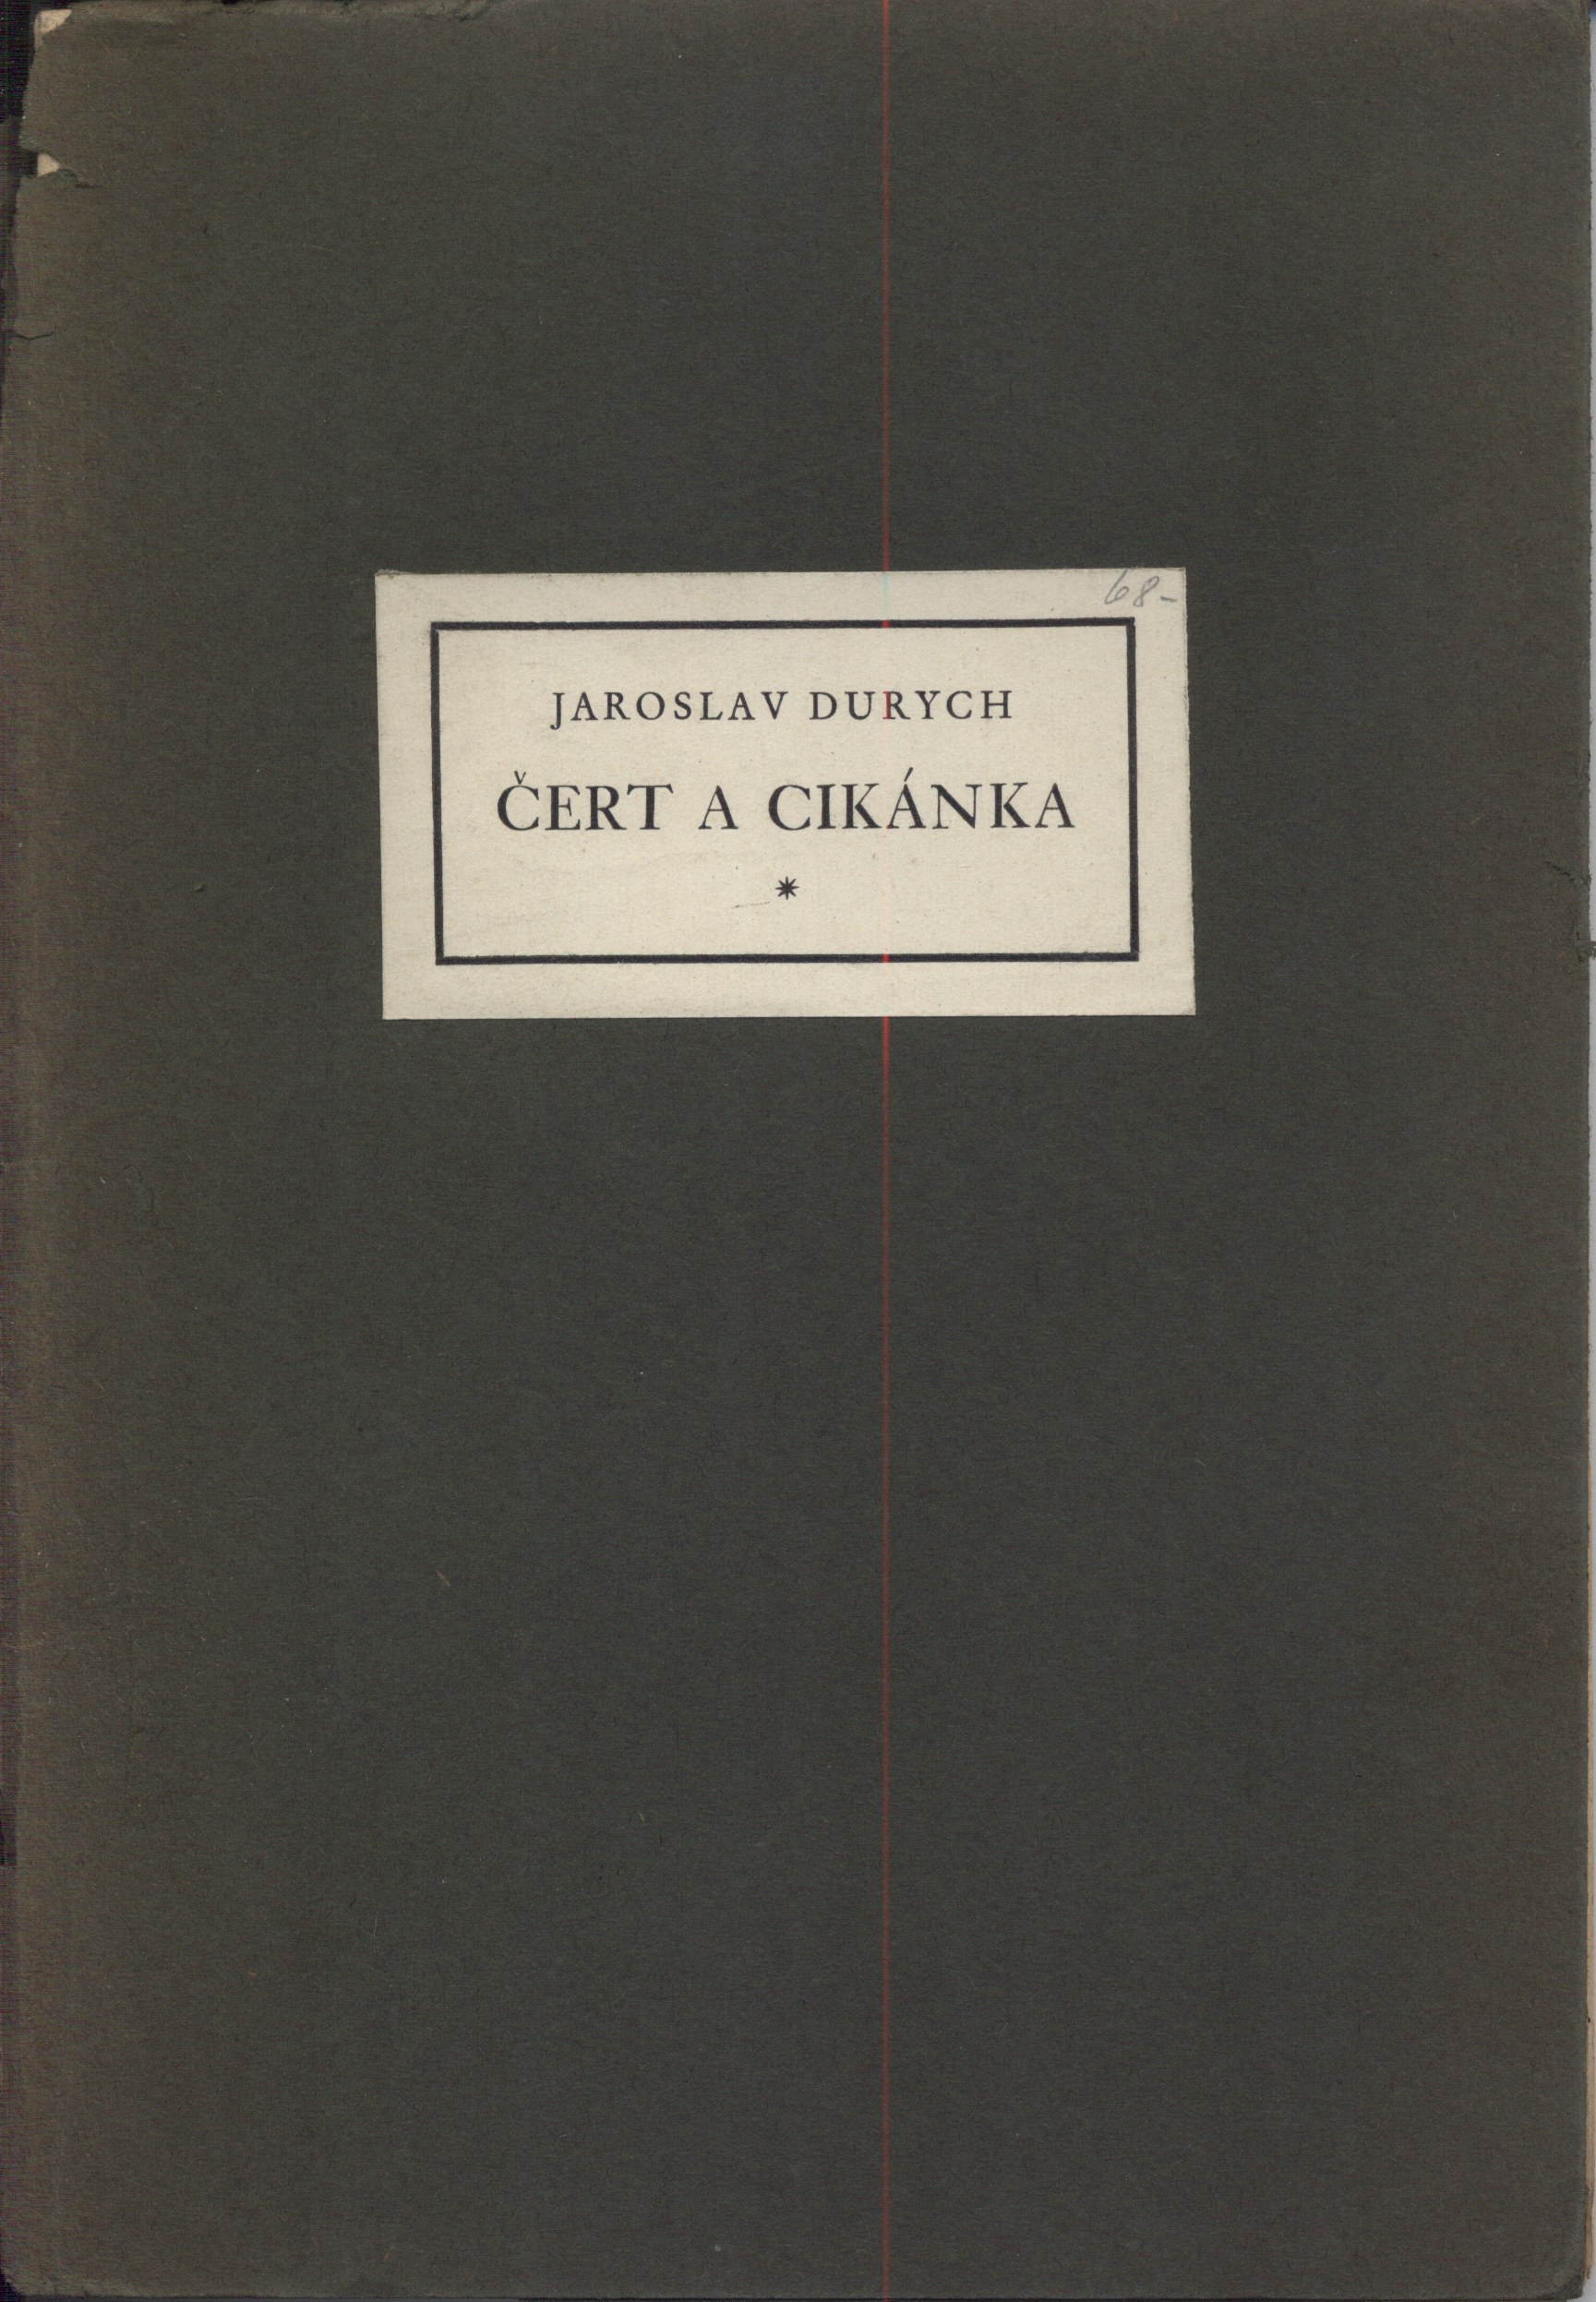 68-
JAROSLAV DURYCH
ČERT A CIKÁNKA
*